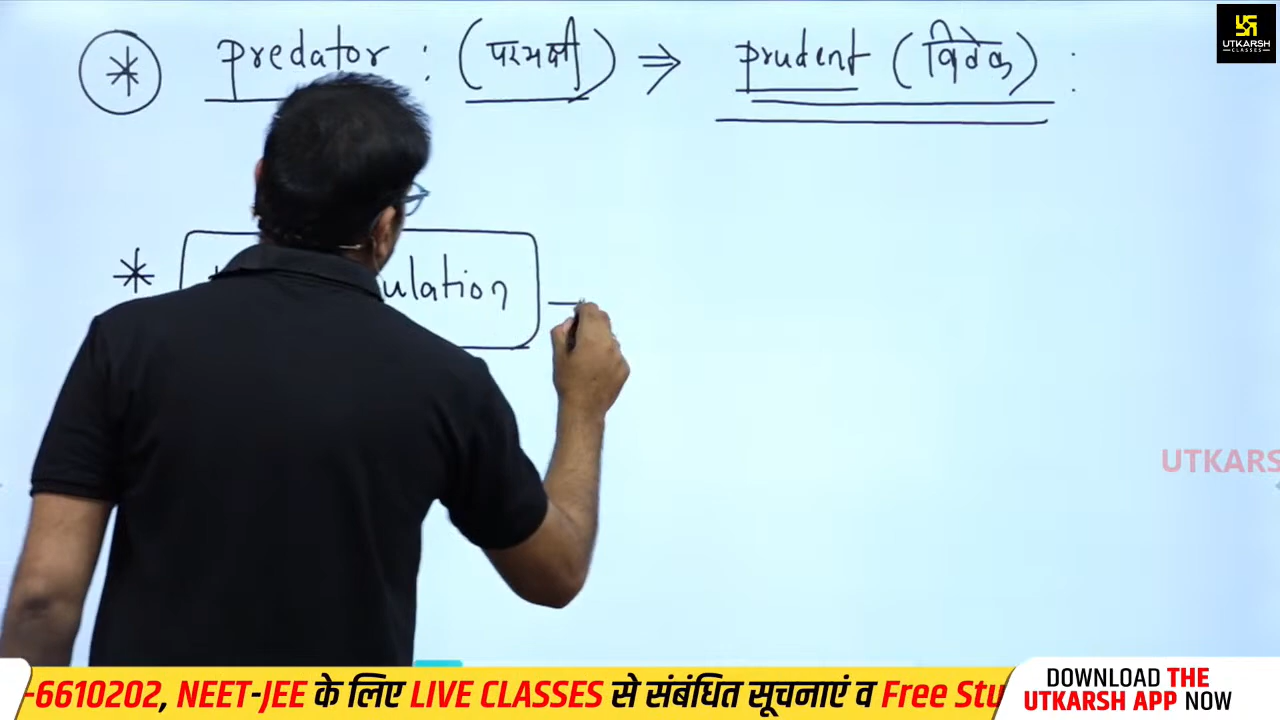 UTKARSH
CLASSES
* predator : (परभक्षी) ⇒ prudent (विवेक) :
* ulation —
UTKARS
-6610202, NEET-JEE के लिए LIVE CLASSES से संबंधित सूचनाएं व Free Stu
DOWNLOAD THE
UTKARSH APP NOW